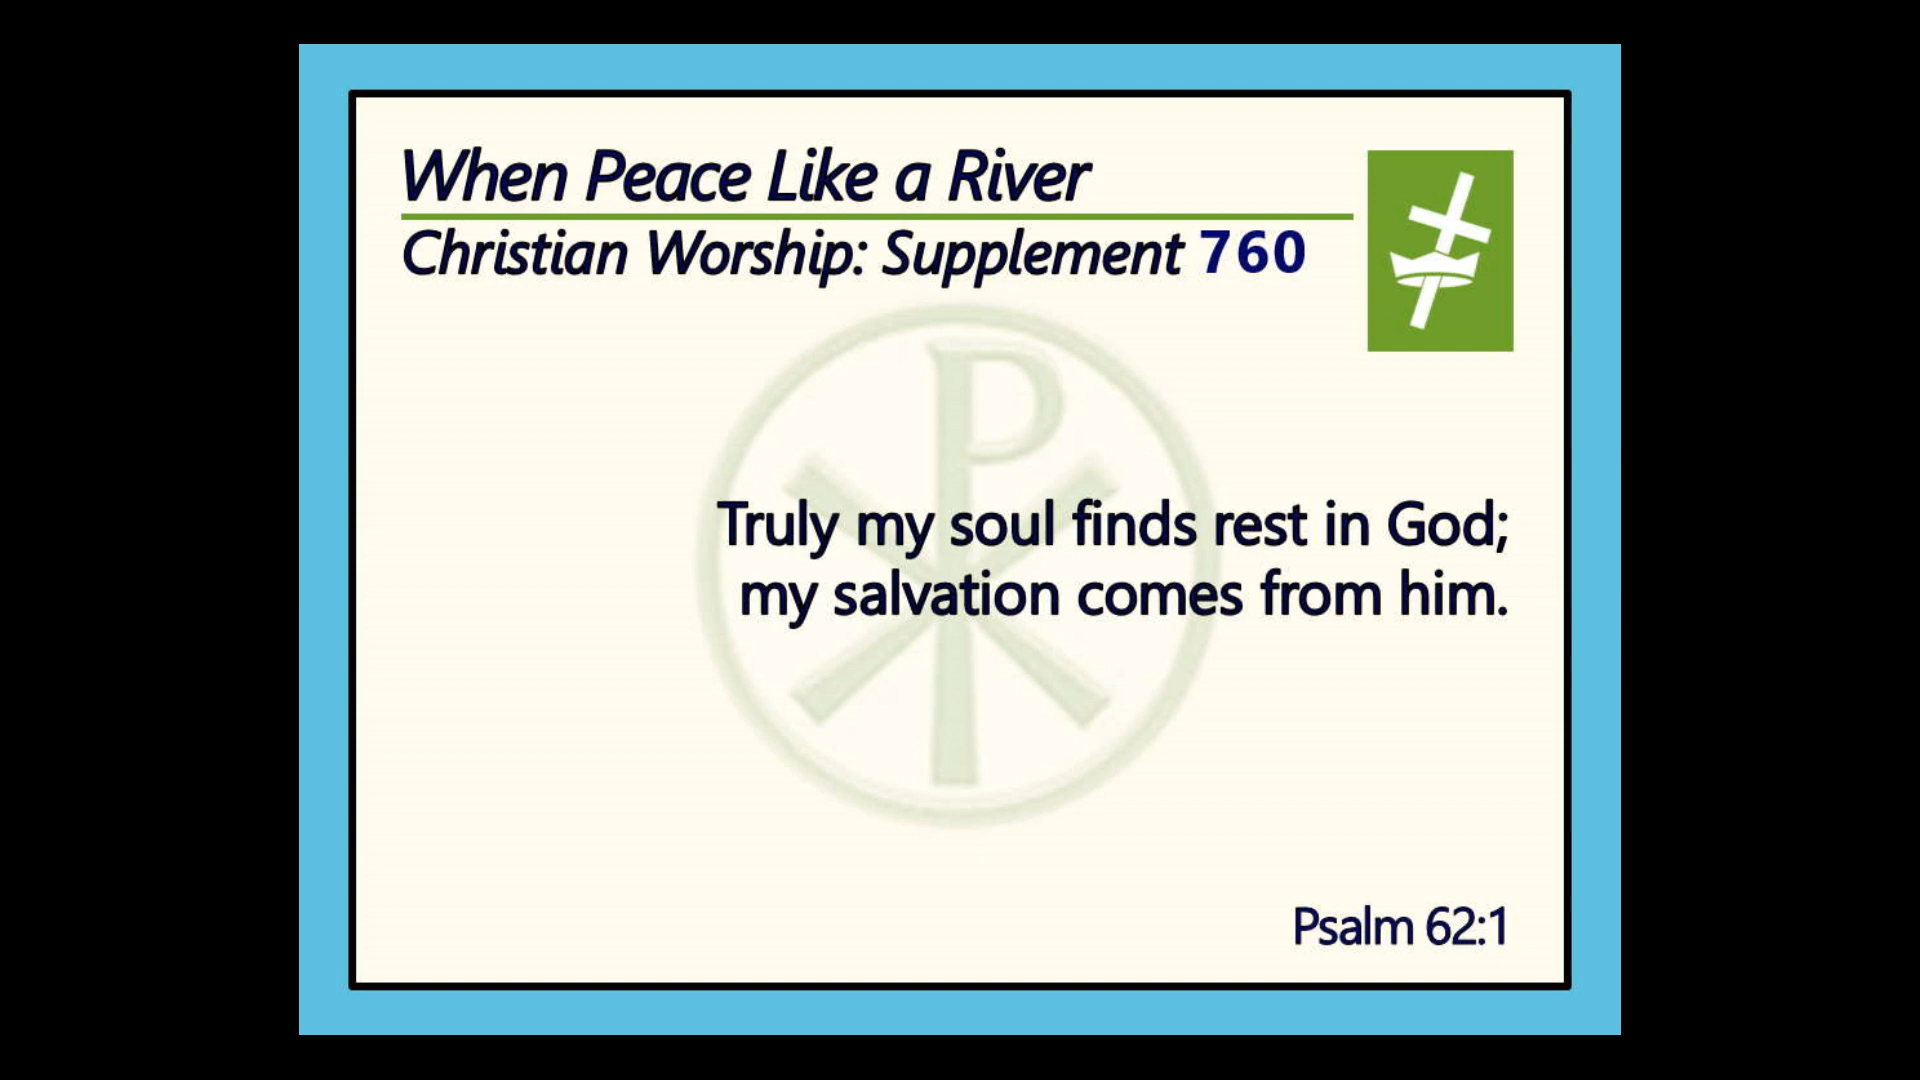 When Peace Like a River
Christian Worship: Supplement 760
Truly my soul finds rest in God;
my salvation comes from him.
Psalm 62:1